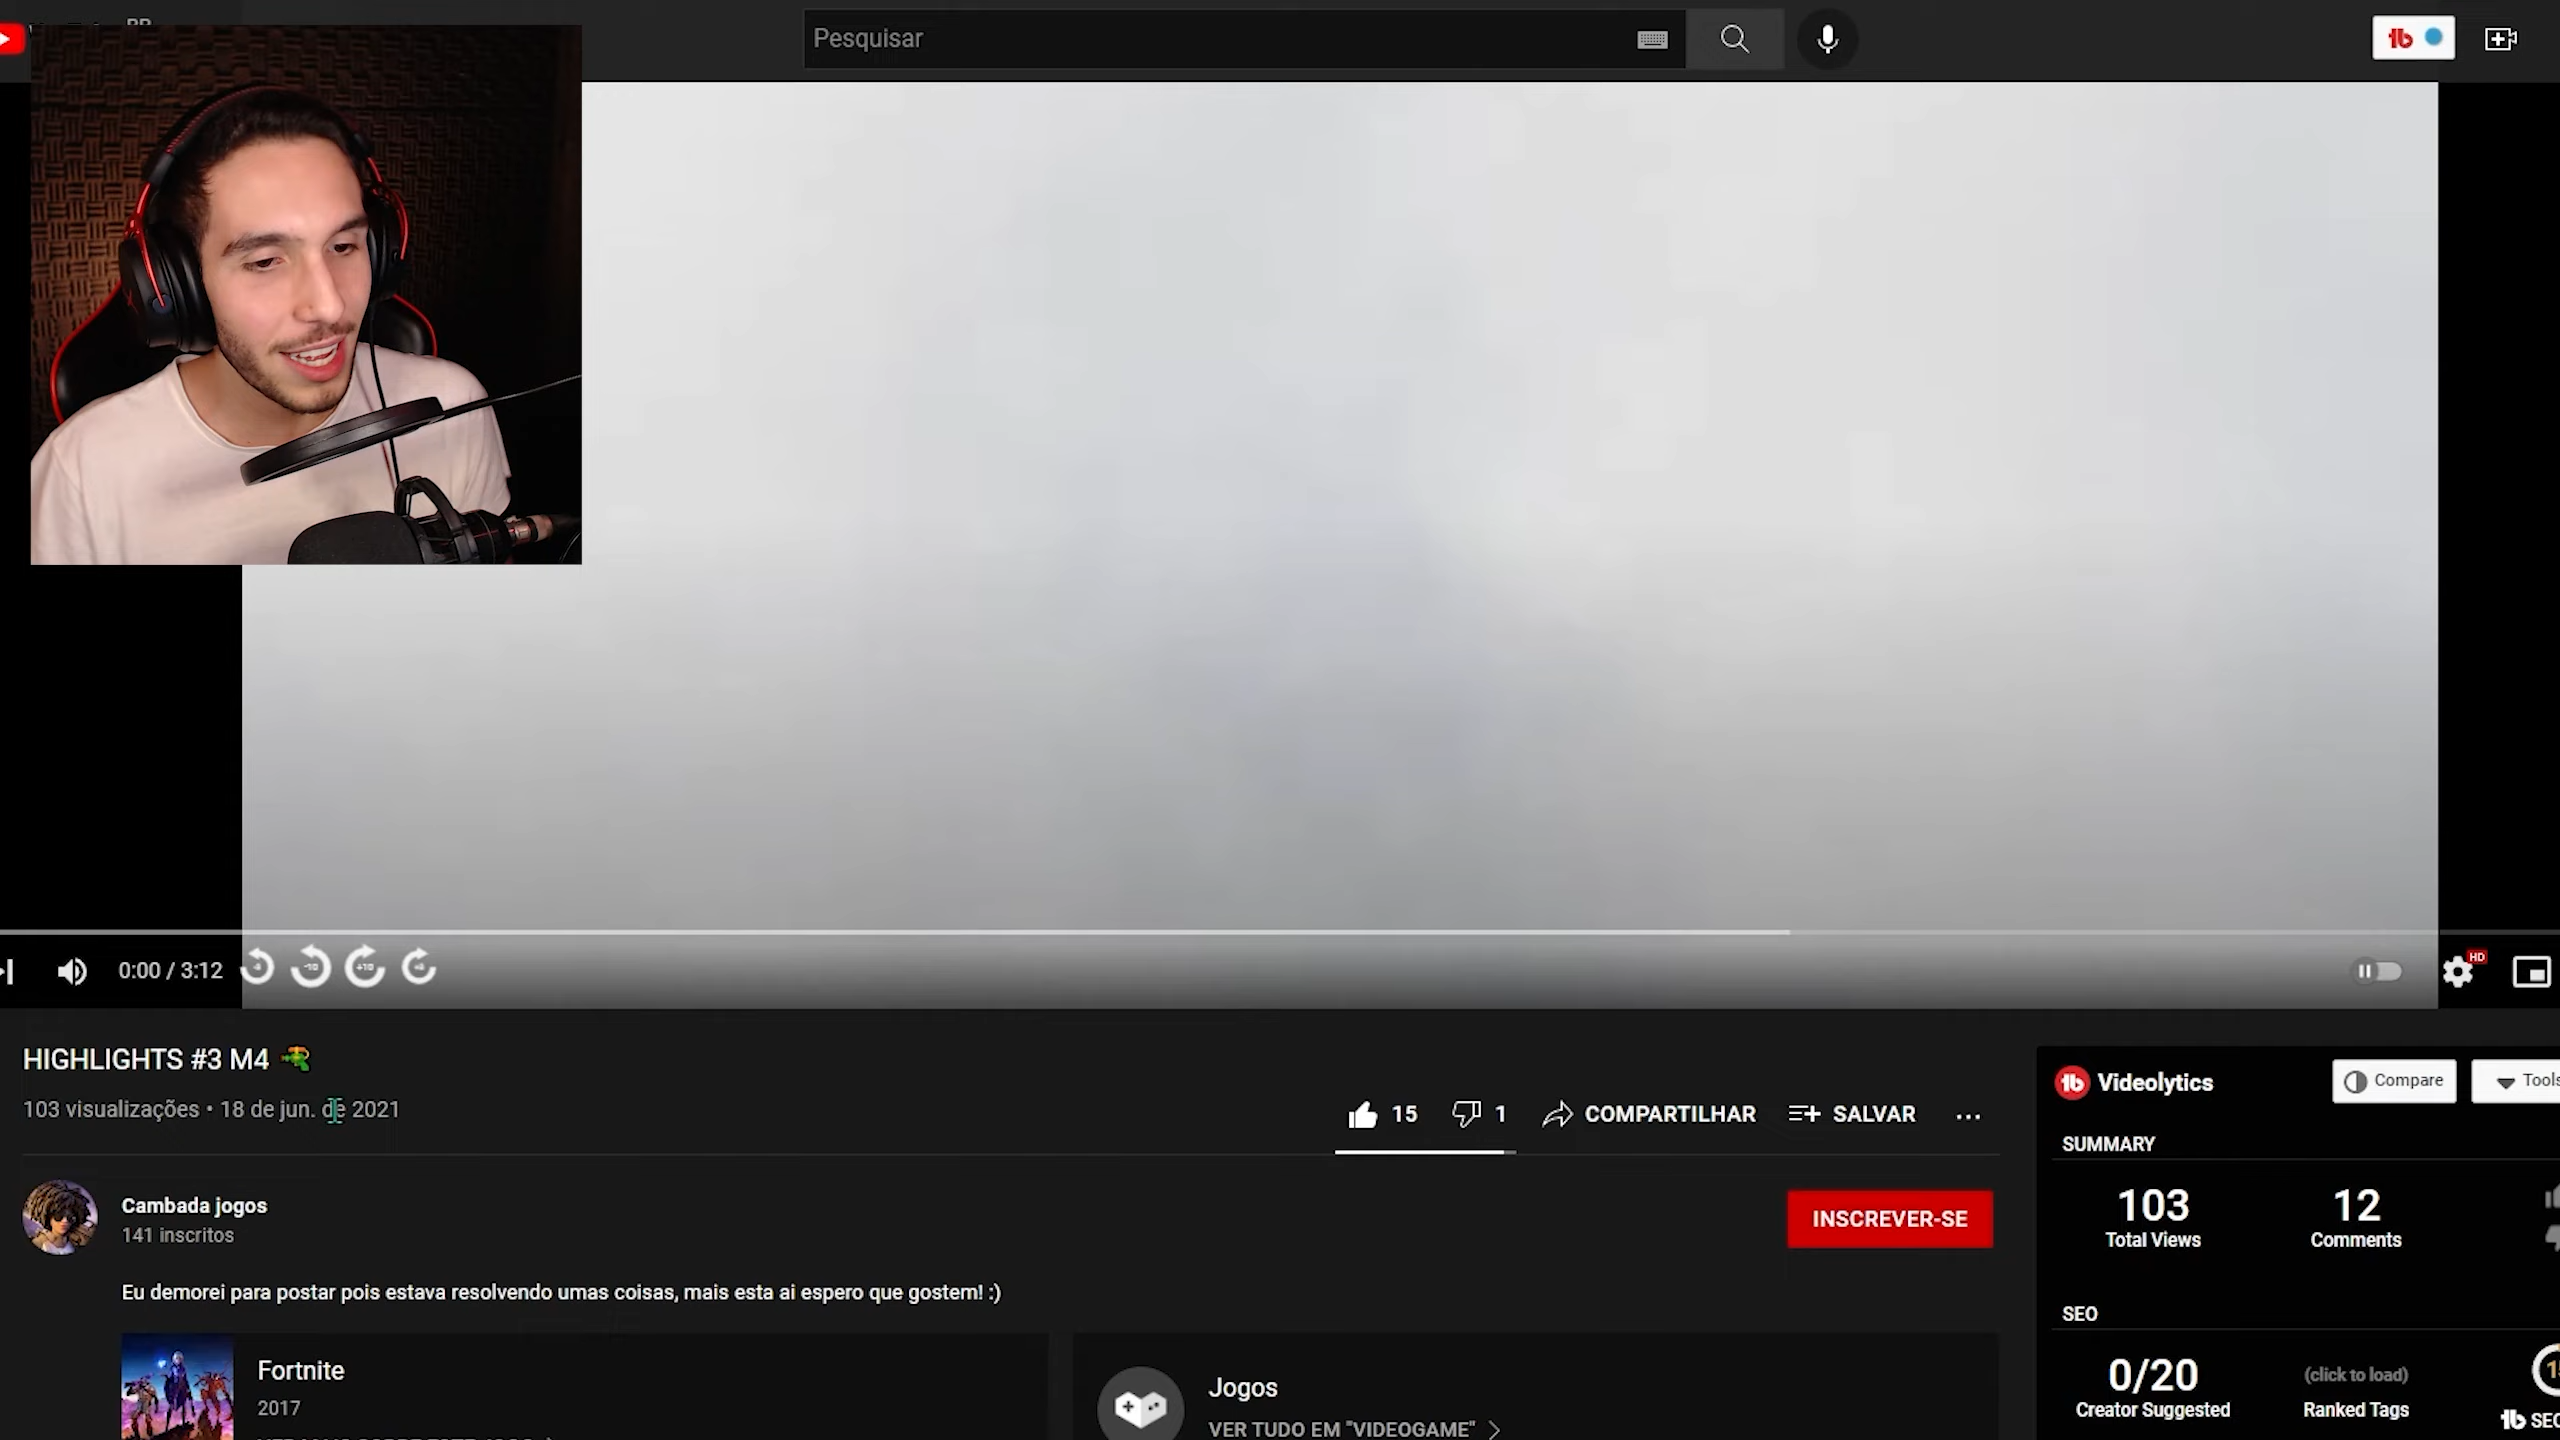 Pesquisar
0:00 / 3:12
HD
HIGHLIGHTS #3 M4
103 visualizações • 18 de jun. de 2021
15
1
COMPARTILHAR
SALVAR
Cambada jogos
141 inscritos
INSCREVER-SE
Eu demorei para postar pois estava resolvendo umas coisas, mais esta ai espero que gostem! :)
Fortnite
2017
Jogos
VER TUDO EM "VIDEOGAME"
Videolytics
Compare
Tools
SUMMARY
103
Total Views
12
Comments
SEO
0/20
Creator Suggested
(click to load)
Ranked Tags